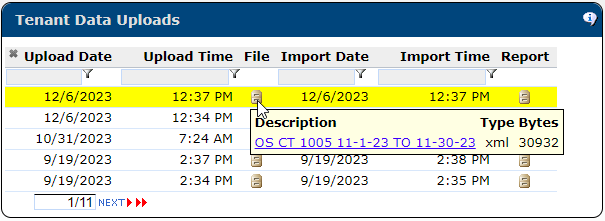 Tenant Data Uploads
Upload Date Upload Time File Import Date Import Time Report
12/6/2023 12:37 PM 12/6/2023 12:37 PM
12/6/2023 12:34 PM
10/31/2023 7:24 AM
9/19/2023 2:37 PM 9/19/2023 2:38 PM
9/19/2023 2:34 PM 9/19/2023 2:35 PM
Description Type Bytes
OS CT 1005 11-1-23 TO 11-30-23 xml 30932
1/11 NEXT